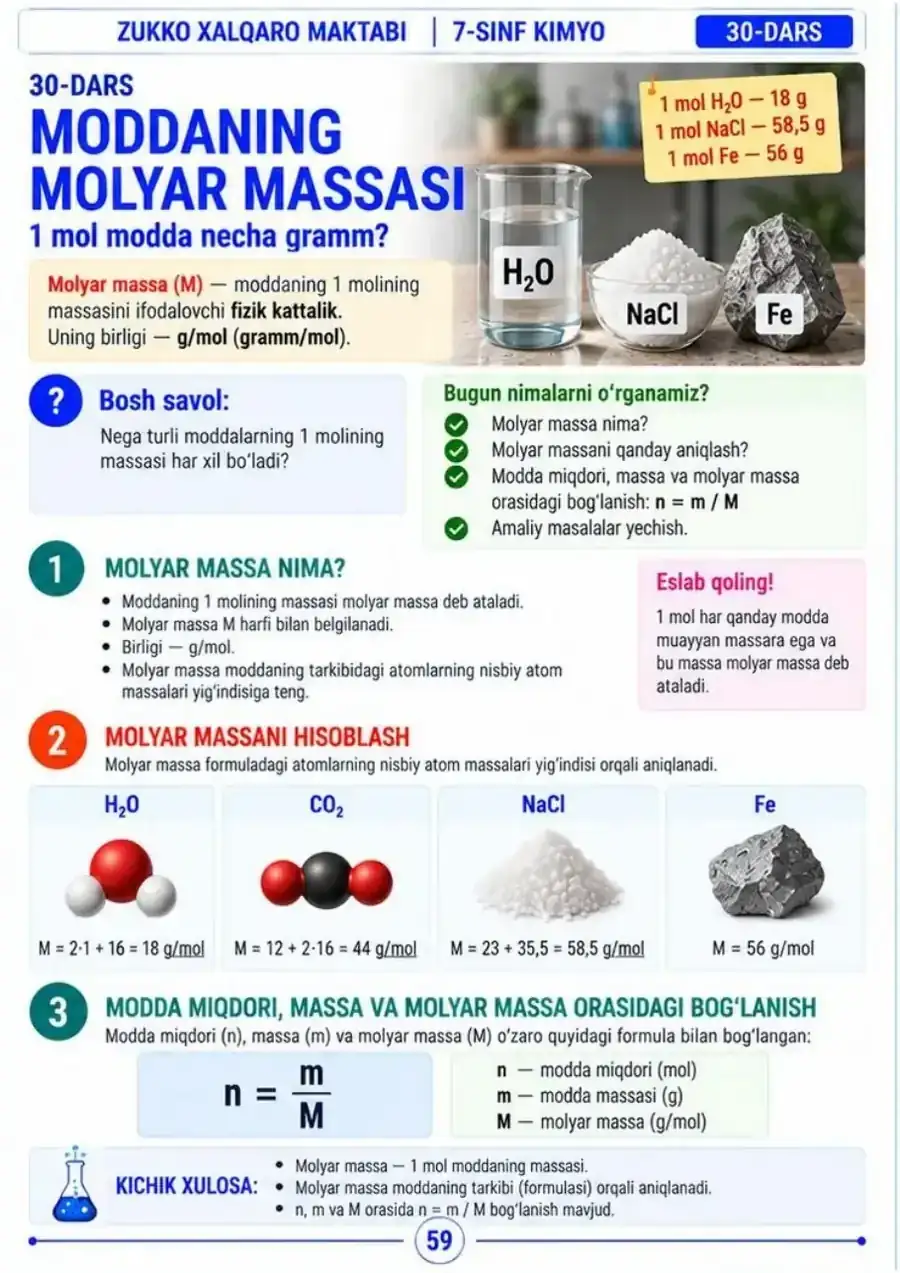 ZUKKO XALQARO MAKTABI | 7-SINF KIMYO
30-DARS
30-DARS
MODDANING
MOLYAR MASSASI
1 mol modda necha gramm?
1 mol H₂O — 18 g
1 mol NaCl — 58,5 g
1 mol Fe — 56 g
H₂O
NaCl
Fe
Molyar massa (M) — moddaning 1 molining
massasini ifodalovchi fizik kattalik.
Uning birligi — g/mol (gramm/mol).
?
Bosh savol:
Nega turli moddalarning 1 molining
massasi har xil bo‘ladi?
Bugun nimalarni o‘rganamiz?
Molyar massa nima?
Molyar massani qanday aniqlash?
Modda miqdori, massa va molyar massa
orasidagi bog‘lanish: n = m / M
Amaliy masalalar yechish.
1
MOLYAR MASSA NIMA?
• Moddaning 1 molining massasi molyar massa deb ataladi.
• Molyar massa M harfi bilan belgilanadi.
• Birligi — g/mol.
• Molyar massa moddaning tarkibidagi atomlarning nisbiy atom
massalari yig‘indisiga teng.
Eslab qoling!
1 mol har qanday modda
muayyan massara ega va
bu massa molyar massa deb
ataladi.
2
MOLYAR MASSANI HISOBLASH
Molyar massa formuladagi atomlarning nisbiy atom massalari yig‘indisi orqali aniqlanadi.
H₂O
M = 2·1 + 16 = 18 g/mol
CO₂
M = 12 + 2·16 = 44 g/mol
NaCl
M = 23 + 35,5 = 58,5 g/mol
Fe
M = 56 g/mol
3
MODDA MIQDORI, MASSA VA MOLYAR MASSA ORASIDAGI BOG‘LANISH
Modda miqdori (n), massa (m) va molyar massa (M) o‘zaro quyidagi formula bilan bog‘langan:
n = m / M
n — modda miqdori (mol)
m — modda massasi (g)
M — molyar massa (g/mol)
KICHIK XULOSA:
• Molyar massa — 1 mol moddaning massasi.
• Molyar massa moddaning tarkibi (formulasi) orqali aniqlanadi.
• n, m va M orasida n = m / M bog‘lanish mavjud.
59